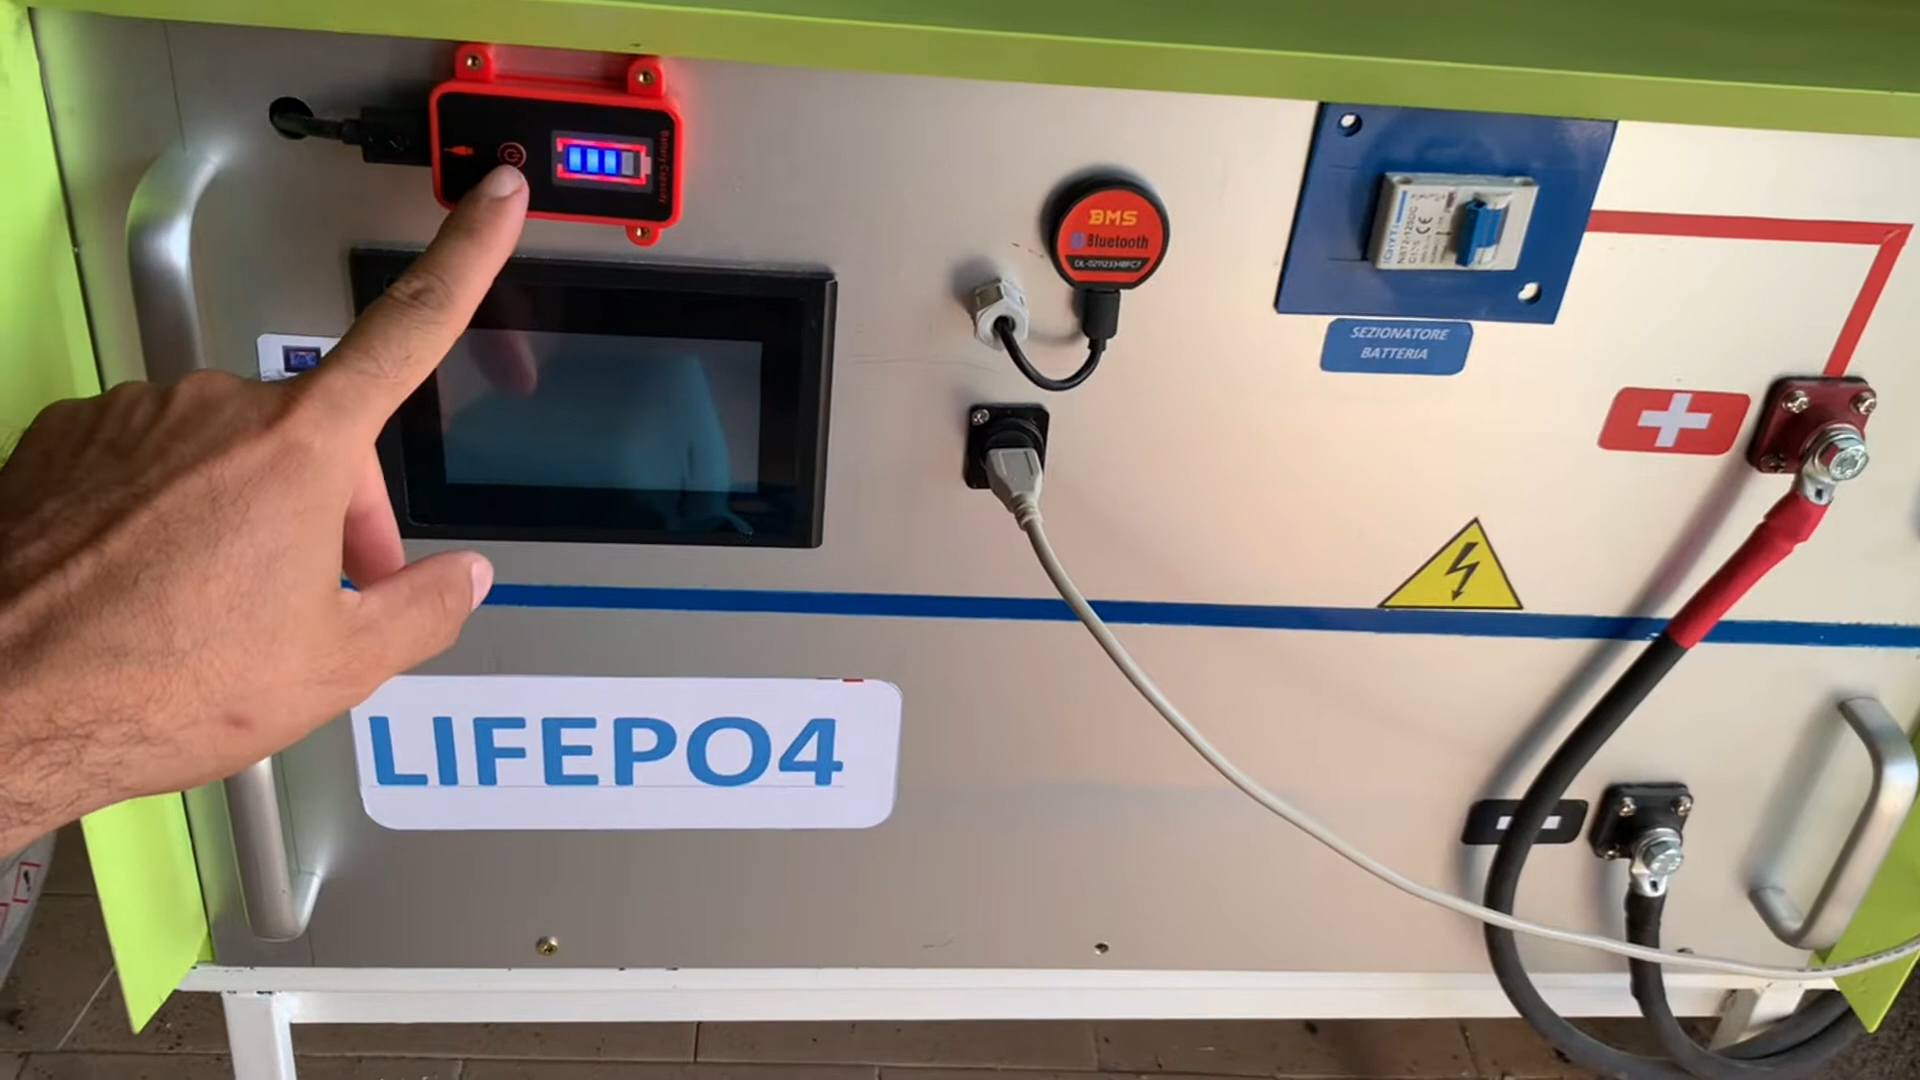 Battery Capacity
BMS
Bluetooth
SEZIONATORE
BATTERIA
LIFEPO4